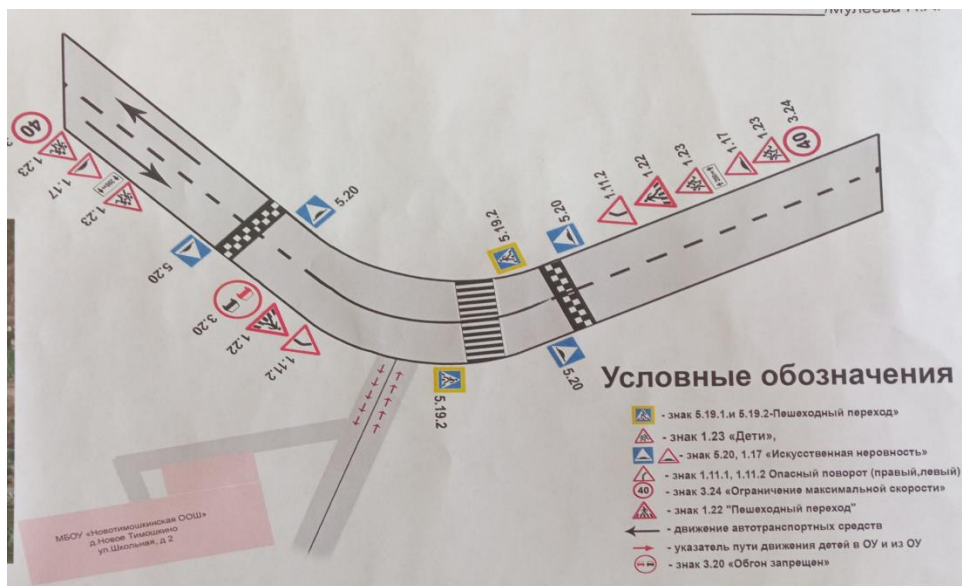 /Мулеева Н.А.
40
1.23
1.17
1.23
5.20
5.20
3.20
1.22
1.11.2
5.19.2
5.19.2
5.20
5.20
1.11.2
1.22
1.23
1.17
1.23
40
3.24
МБОУ «Новотимошкинская ООШ»
д.Новое Тимошкино
ул.Школьная, д 2
Условные обозначения
- знак 5.19.1.и 5.19.2-Пешеходный переход»
- знак 1.23 «Дети»,
- знак 5.20, 1.17 «Искусственная неровность»
- знак 1.11.1, 1.11.2 Опасный поворот (правый,левый)
40 - знак 3.24 «Ограничение максимальной скорости»
- знак 1.22 "Пешеходный переход"
- движение автотранспортных средств
- указатель пути движения детей в ОУ и из ОУ
- знак 3.20 «Обгон запрещен»